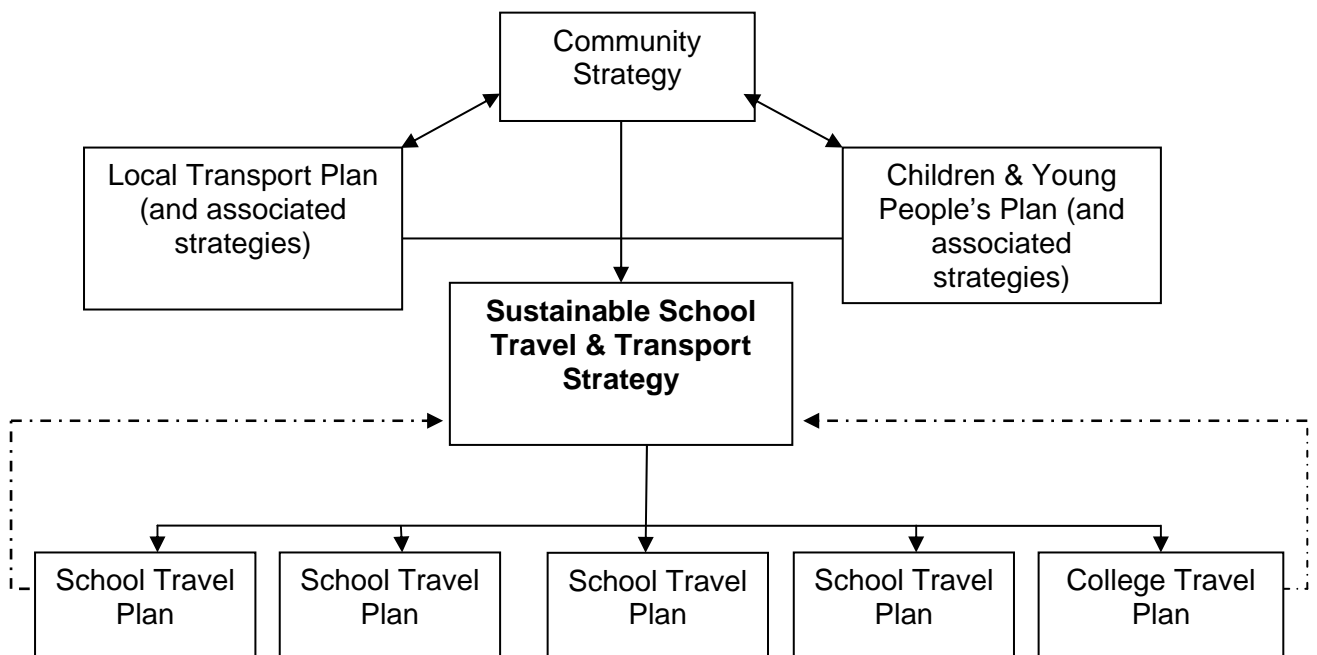 Community
Strategy
Local Transport Plan
(and associated
strategies)
Children & Young
People’s Plan (and
associated
strategies)
Sustainable School
Travel & Transport
Strategy
School Travel
Plan
School Travel
Plan
School Travel
Plan
School Travel
Plan
College Travel
Plan